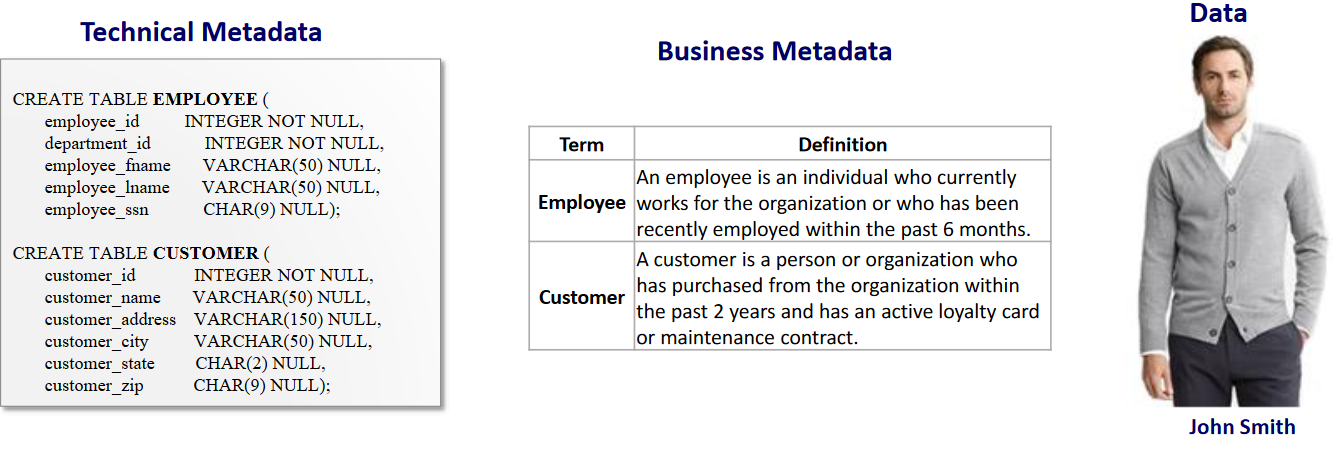 Technical Metadata
CREATE TABLE EMPLOYEE (
employee_id INTEGER NOT NULL,
department_id INTEGER NOT NULL,
employee_fname VARCHAR(50) NULL,
employee_lname VARCHAR(50) NULL,
employee_ssn CHAR(9) NULL);
CREATE TABLE CUSTOMER (
customer_id INTEGER NOT NULL,
customer_name VARCHAR(50) NULL,
customer_address VARCHAR(150) NULL,
customer_city VARCHAR(50) NULL,
customer_state CHAR(2) NULL,
customer_zip CHAR(9) NULL);
Business Metadata
Term Definition
Employee
An employee is an individual who currently
works for the organization or who has been
recently employed within the past 6 months.
Customer
A customer is a person or organization who
has purchased from the organization within
the past 2 years and has an active loyalty card
or maintenance contract.
Data
John Smith